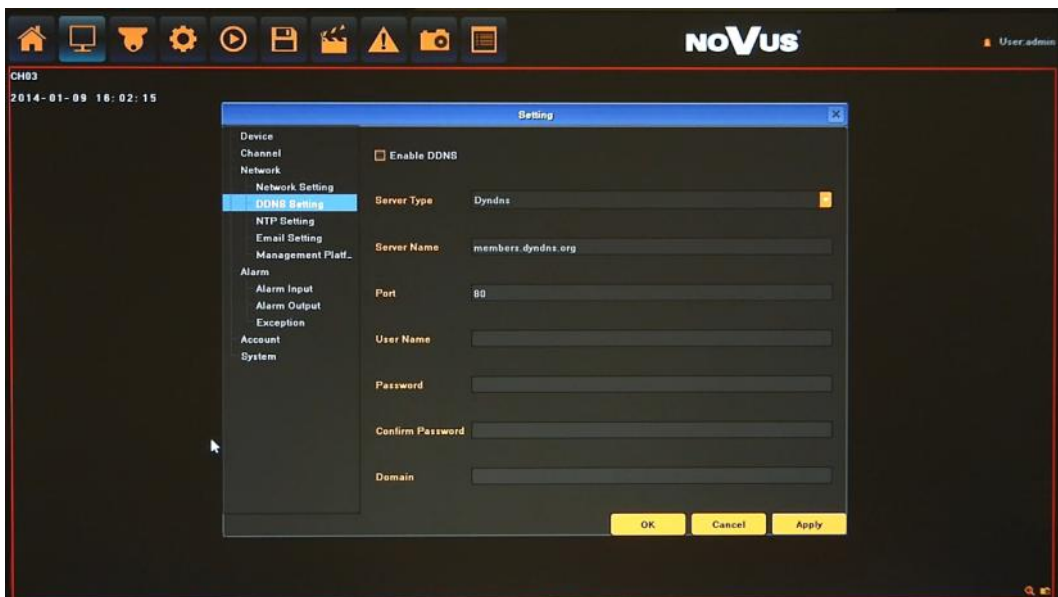 NOVUS
User:admin
CH03
2014-01-09 16:02:15
Setting
Device
Channel
Network
Network Setting
DDNS Setting
NTP Setting
Email Setting
Management Platf_
Alarm
Alarm Input
Alarm Output
Exception
Account
System
Enable DDNS
Server Type Dyndns
Server Name members.dyndns.org
Port 80
User Name
Password
Confirm Password
Domain
OK Cancel Apply